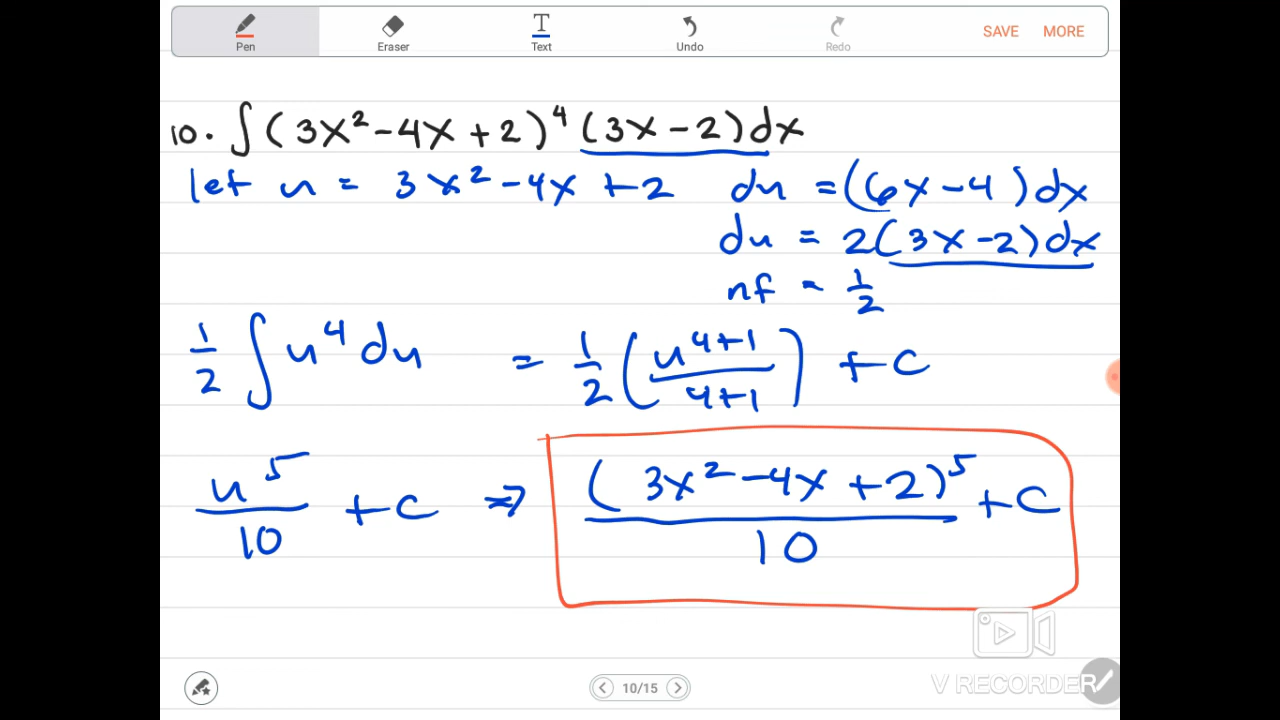 Pen Eraser Text Undo Redo SAVE MORE
10. ∫(3x²-4x+2)⁴(3x-2)dx
let u = 3x²-4x+2 du = (6x-4)dx
du = 2(3x-2)dx
nf = 1/2
1/2 ∫u⁴du = 1/2 (u⁴⁺¹/4+1) + c
u⁵/10 + c ⇒ (3x²-4x+2)⁵/10 + c
10/15
V RECORDER